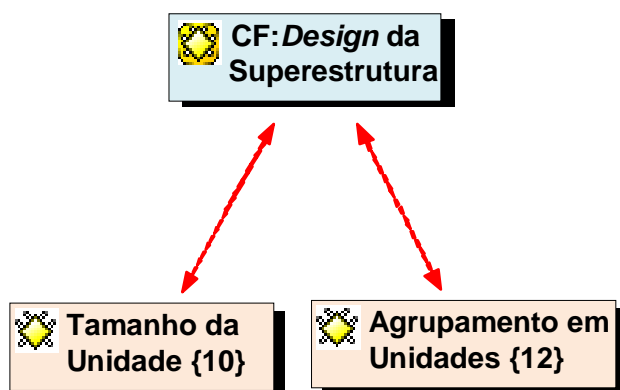 CF:Design da
Superestrutura
Tamanho da
Unidade {10}
Agrupamento em
Unidades {12}